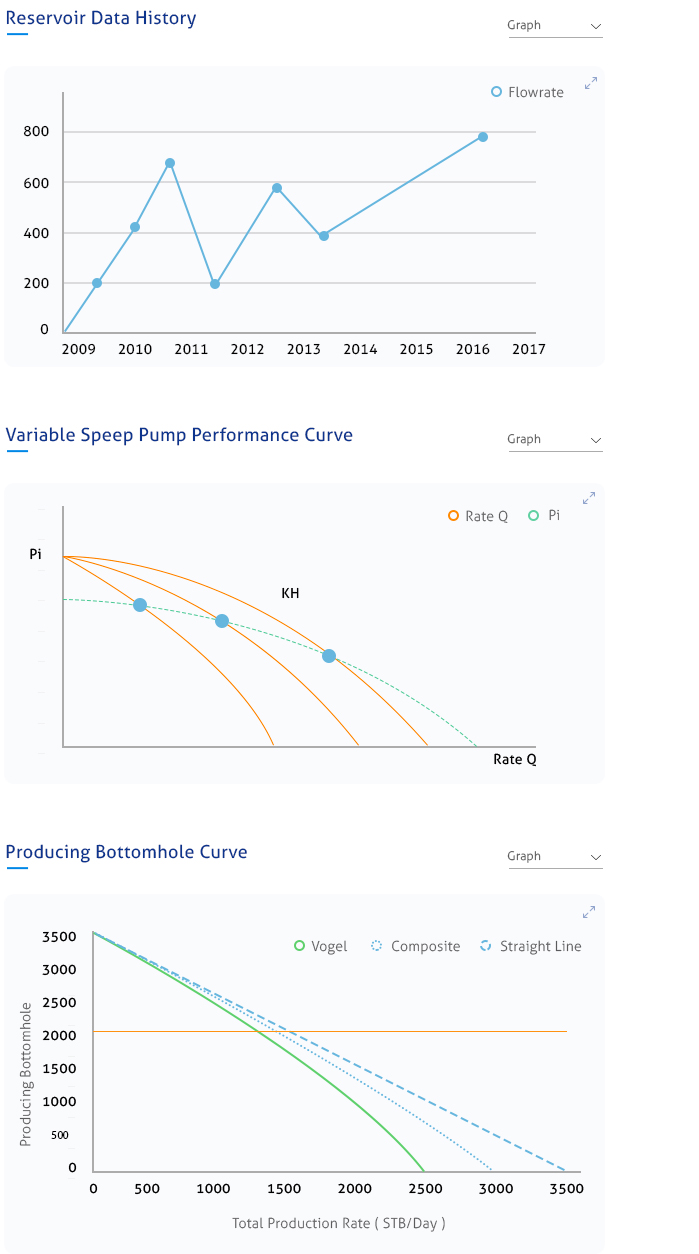 Reservoir Data History
Graph
Flowrate
800
600
400
200
0
2009 2010 2011 2012 2013 2014 2015 2016 2017
Variable Speep Pump Performance Curve
Graph
Rate Q Pi
Pi
KH
Rate Q
Producing Bottomhole Curve
Graph
Vogel Composite Straight Line
3500
3000
2500
2000
1500
1000
500
0
Producing Bottomhole
0 500 1000 1500 2000 2500 3000 3500
Total Production Rate ( STB/Day )